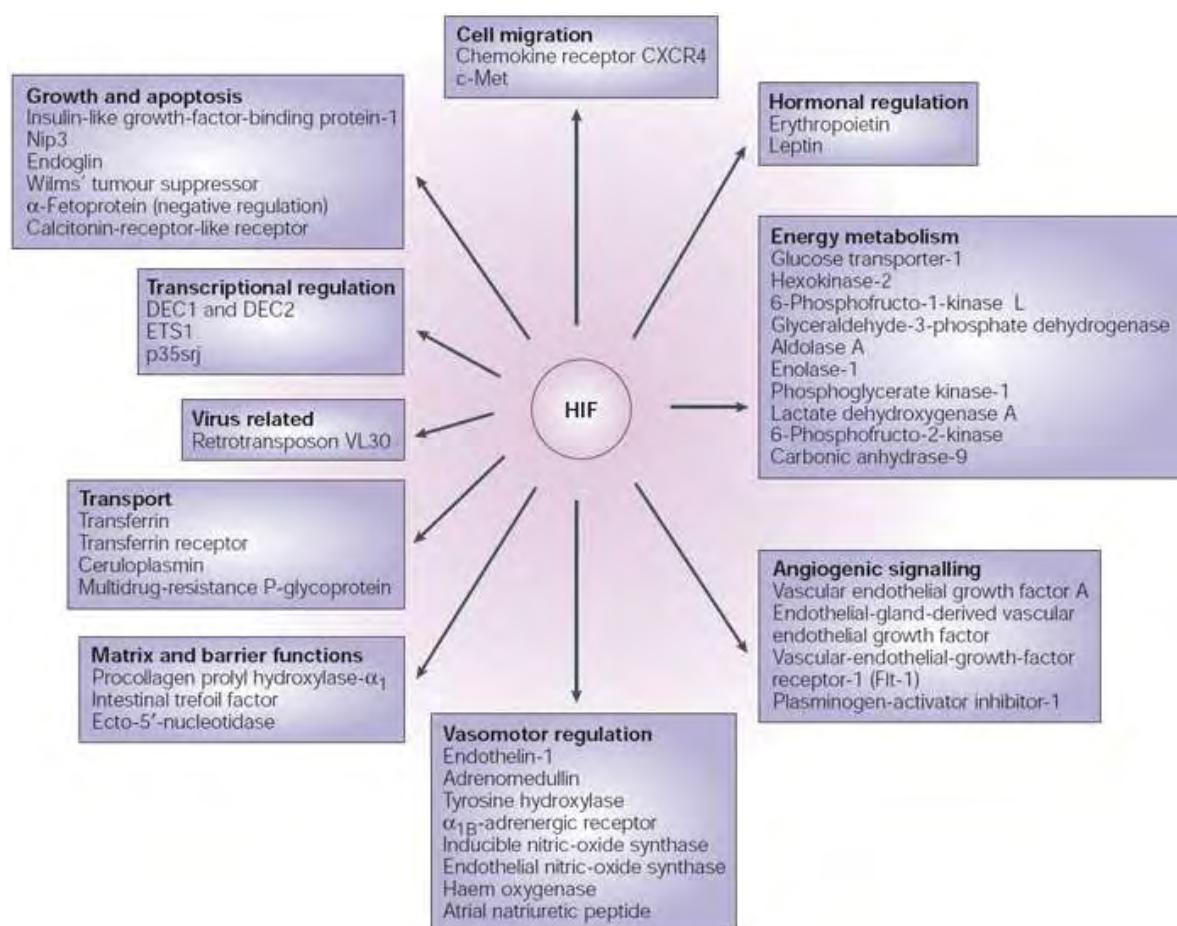 Cell migration
Chemokine receptor CXCR4
c-Met
Growth and apoptosis
Insulin-like growth-factor-binding protein-1
Nip3
Endoglin
Wilms´ tumour suppressor
α-Fetoprotein (negative regulation)
Calcitonin-receptor-like receptor
Hormonal regulation
Erythropoietin
Leptin
Energy metabolism
Glucose transporter-1
Hexokinase-2
6-Phosphofructo-1-kinase L
Glyceraldehyde-3-phosphate dehydrogenase
Aldolase A
Enolase-1
Phosphoglycerate kinase-1
Lactate dehydroxygenase A
6-Phosphofructo-2-kinase
Carbonic anhydrase-9
Transcriptional regulation
DEC1 and DEC2
ETS1
p35srj
HIF
Virus related
Retrotransposon VL30
Transport
Transferrin
Transferrin receptor
Ceruloplasmin
Multidrug-resistance P-glycoprotein
Angiogenic signalling
Vascular endothelial growth factor A
Endothelial-gland-derived vascular
endothelial growth factor
Vascular-endothelial-growth-factor
receptor-1 (Flt-1)
Plasminogen-activator inhibitor-1
Matrix and barrier functions
Procollagen prolyl hydroxylase-α1
Intestinal trefoil factor
Ecto-5′-nucleotidase
Vasomotor regulation
Endothelin-1
Adrenomedullin
Tyrosine hydroxylase
α1B-adrenergic receptor
Inducible nitric-oxide synthase
Endothelial nitric-oxide synthase
Haem oxygenase
Atrial natriuretic peptide